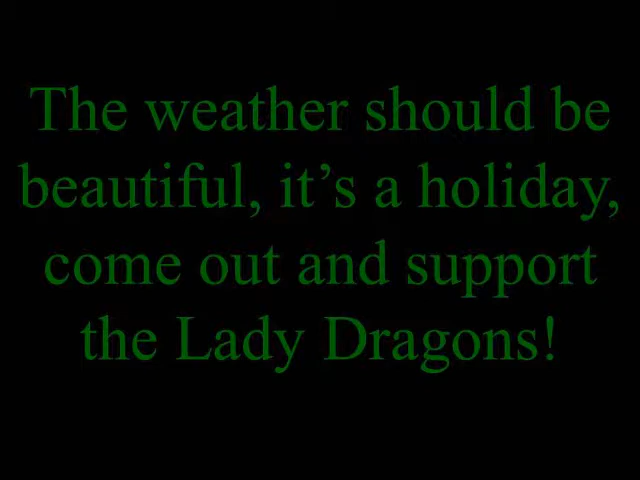 The weather should be
beautiful, it’s a holiday,
come out and support
the Lady Dragons!